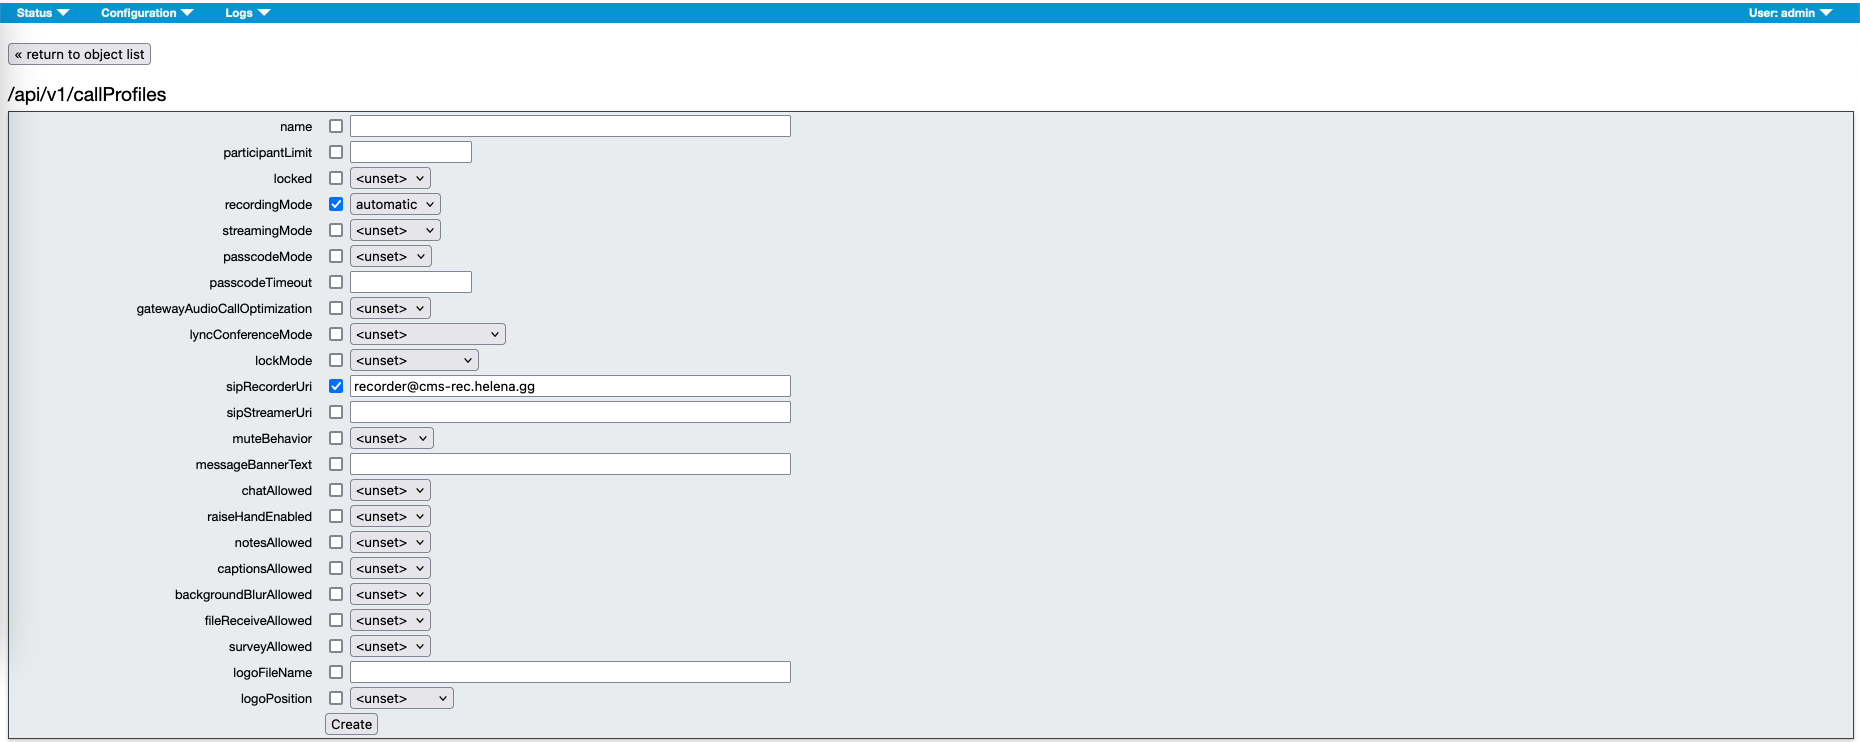 Status Configuration Logs User: admin
« return to object list
/api/v1/callProfiles
name
participantLimit
locked <unset>
recordingMode automatic
streamingMode <unset>
passcodeMode <unset>
passcodeTimeout
gatewayAudioCallOptimization <unset>
lyncConferenceMode <unset>
lockMode <unset>
sipRecorderUri recorder@cms-rec.helena.gg
sipStreamerUri
muteBehavior <unset>
messageBannerText
chatAllowed <unset>
raiseHandEnabled <unset>
notesAllowed <unset>
captionsAllowed <unset>
backgroundBlurAllowed <unset>
fileReceiveAllowed <unset>
surveyAllowed <unset>
logoFileName
logoPosition <unset>
Create